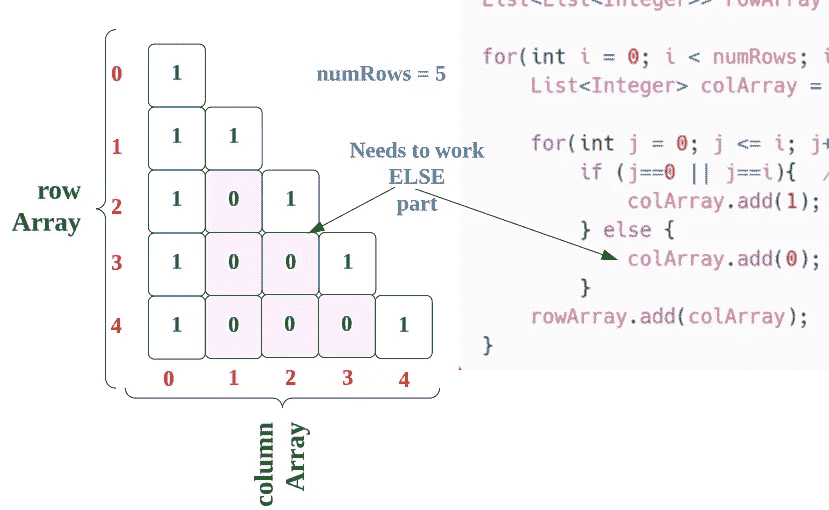 0 1 numRows = 5
1 1 1
Needs to work
ELSE
part
row
Array
2 1 0 1
3 1 0 0 1
4 1 0 0 0 1
0 1 2 3 4
column
Array
List<List<Integer>> rowArray
for(int i = 0; i < numRows; i
List<Integer> colArray =
for(int j = 0; j <= i; j+
if (j==0 || j==i){ /
colArray.add(1);
} else {
colArray.add(0);
}
rowArray.add(colArray);
}